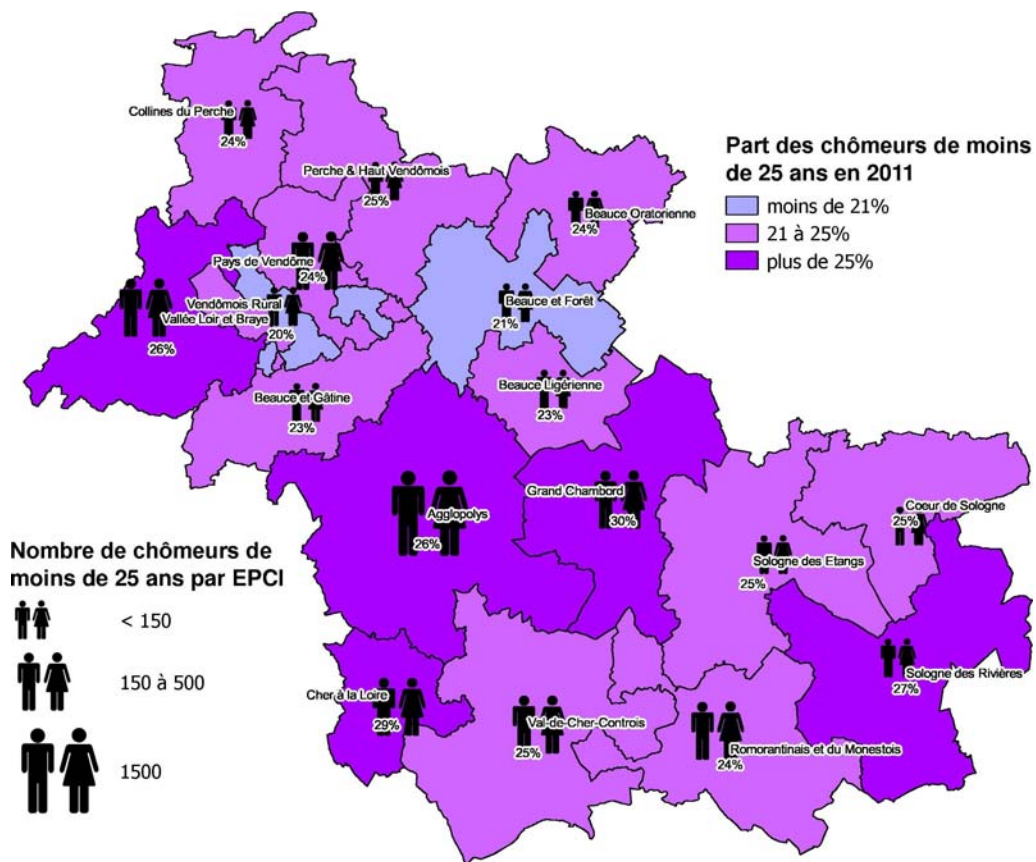 Collines du Perche
24%
Perche & Haut Vendômois
25%
Beauce Oratorienne
24%
Part des chômeurs de moins
de 25 ans en 2011
moins de 21%
21 à 25%
plus de 25%
Pays de Vendôme
24%
Vendômois Rural
20%
Vallée Loir et Braye
26%
Beauce et Forêt
21%
Beauce et Gâtine
23%
Beauce Ligérienne
23%
Agglopolys
26%
Grand Chambord
30%
Coeur de Sologne
25%
Sologne des Etangs
25%
Sologne des Rivières
27%
Cher à la Loire
29%
Val-de-Cher-Controis
25%
Romorantinais et du Monestois
24%
Nombre de chômeurs de
moins de 25 ans par EPCI
< 150
150 à 500
1500